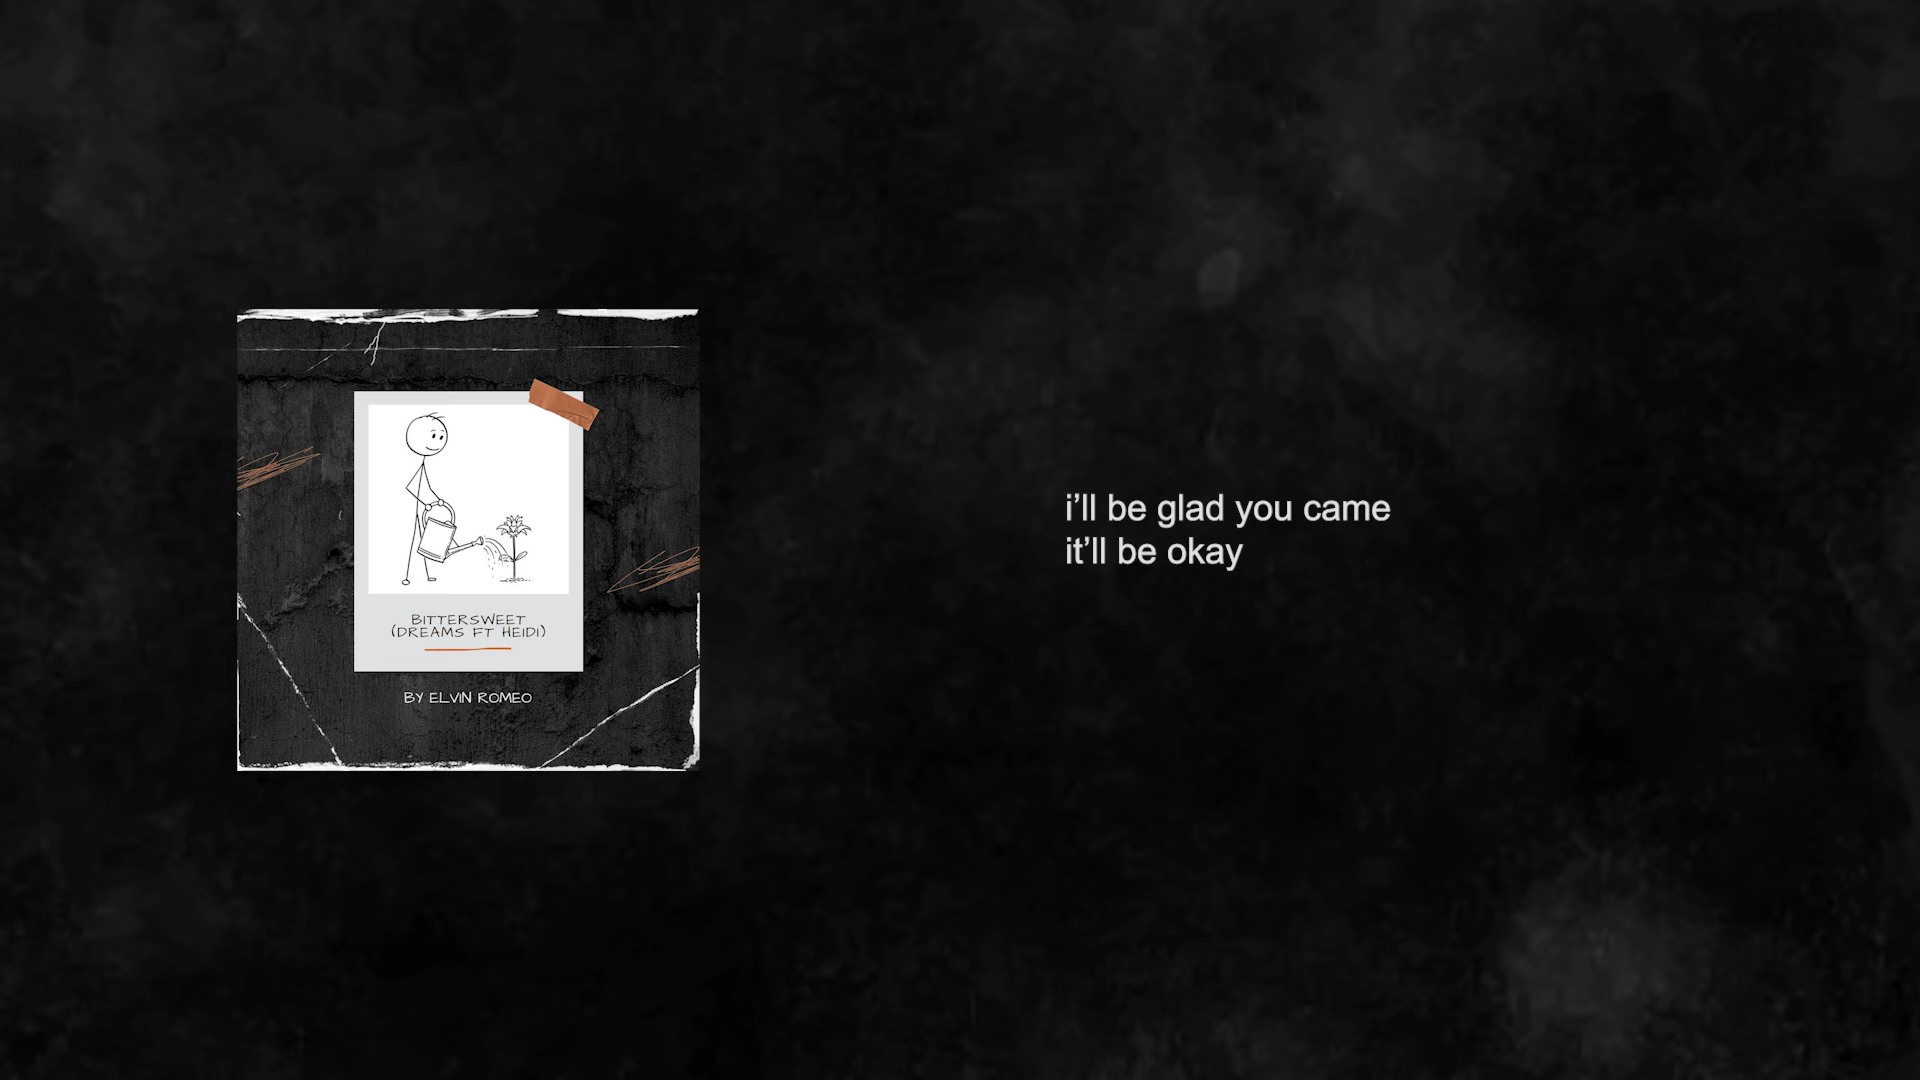 BITTERSWEET
(DREAMS FT HEIDI)
BY ELVIN ROMEO
i’ll be glad you came
it’ll be okay